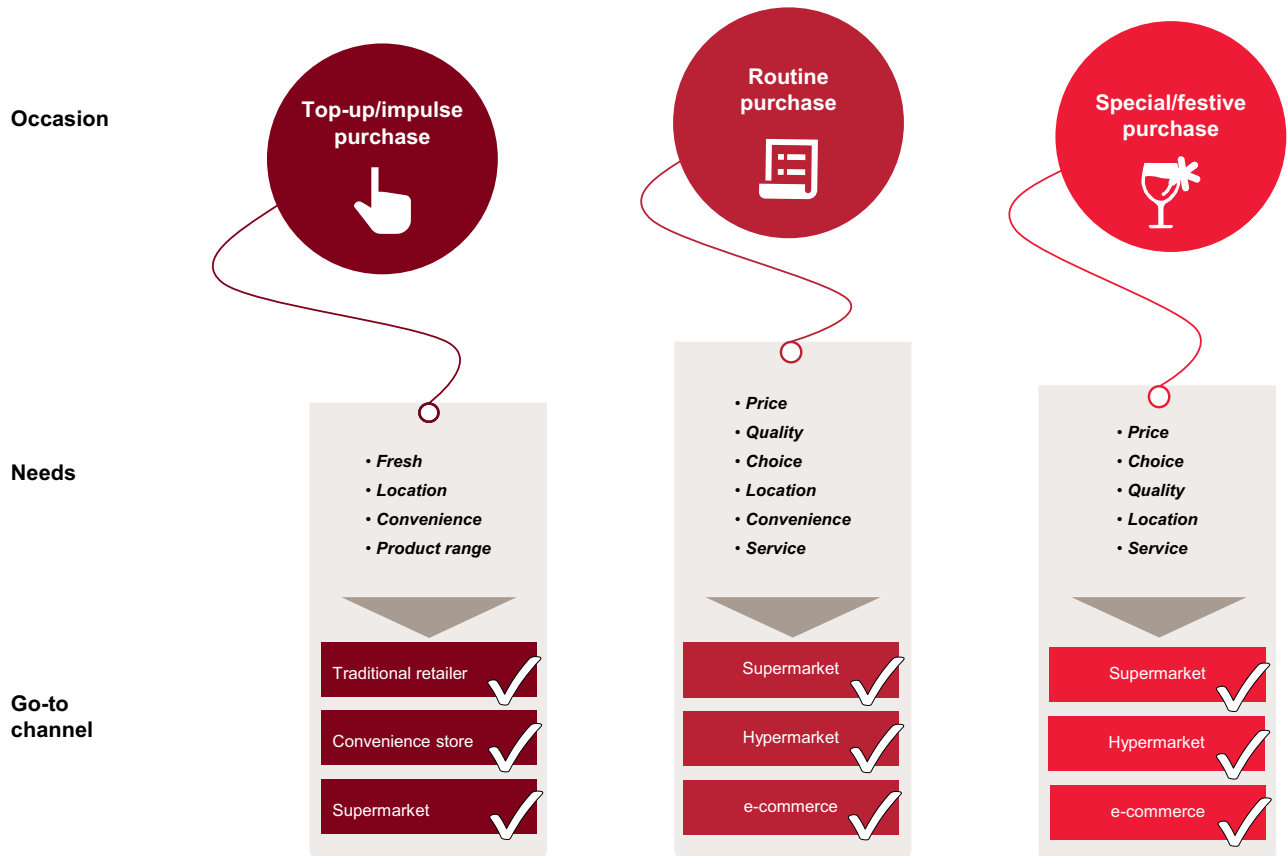 Occasion
Top-up/impulse
purchase
Routine
purchase
Special/festive
purchase
Needs
• Fresh
• Location
• Convenience
• Product range
• Price
• Quality
• Choice
• Location
• Convenience
• Service
• Price
• Choice
• Quality
• Location
• Service
Go-to
channel
Traditional retailer
Convenience store
Supermarket
Supermarket
Hypermarket
e-commerce
Supermarket
Hypermarket
e-commerce